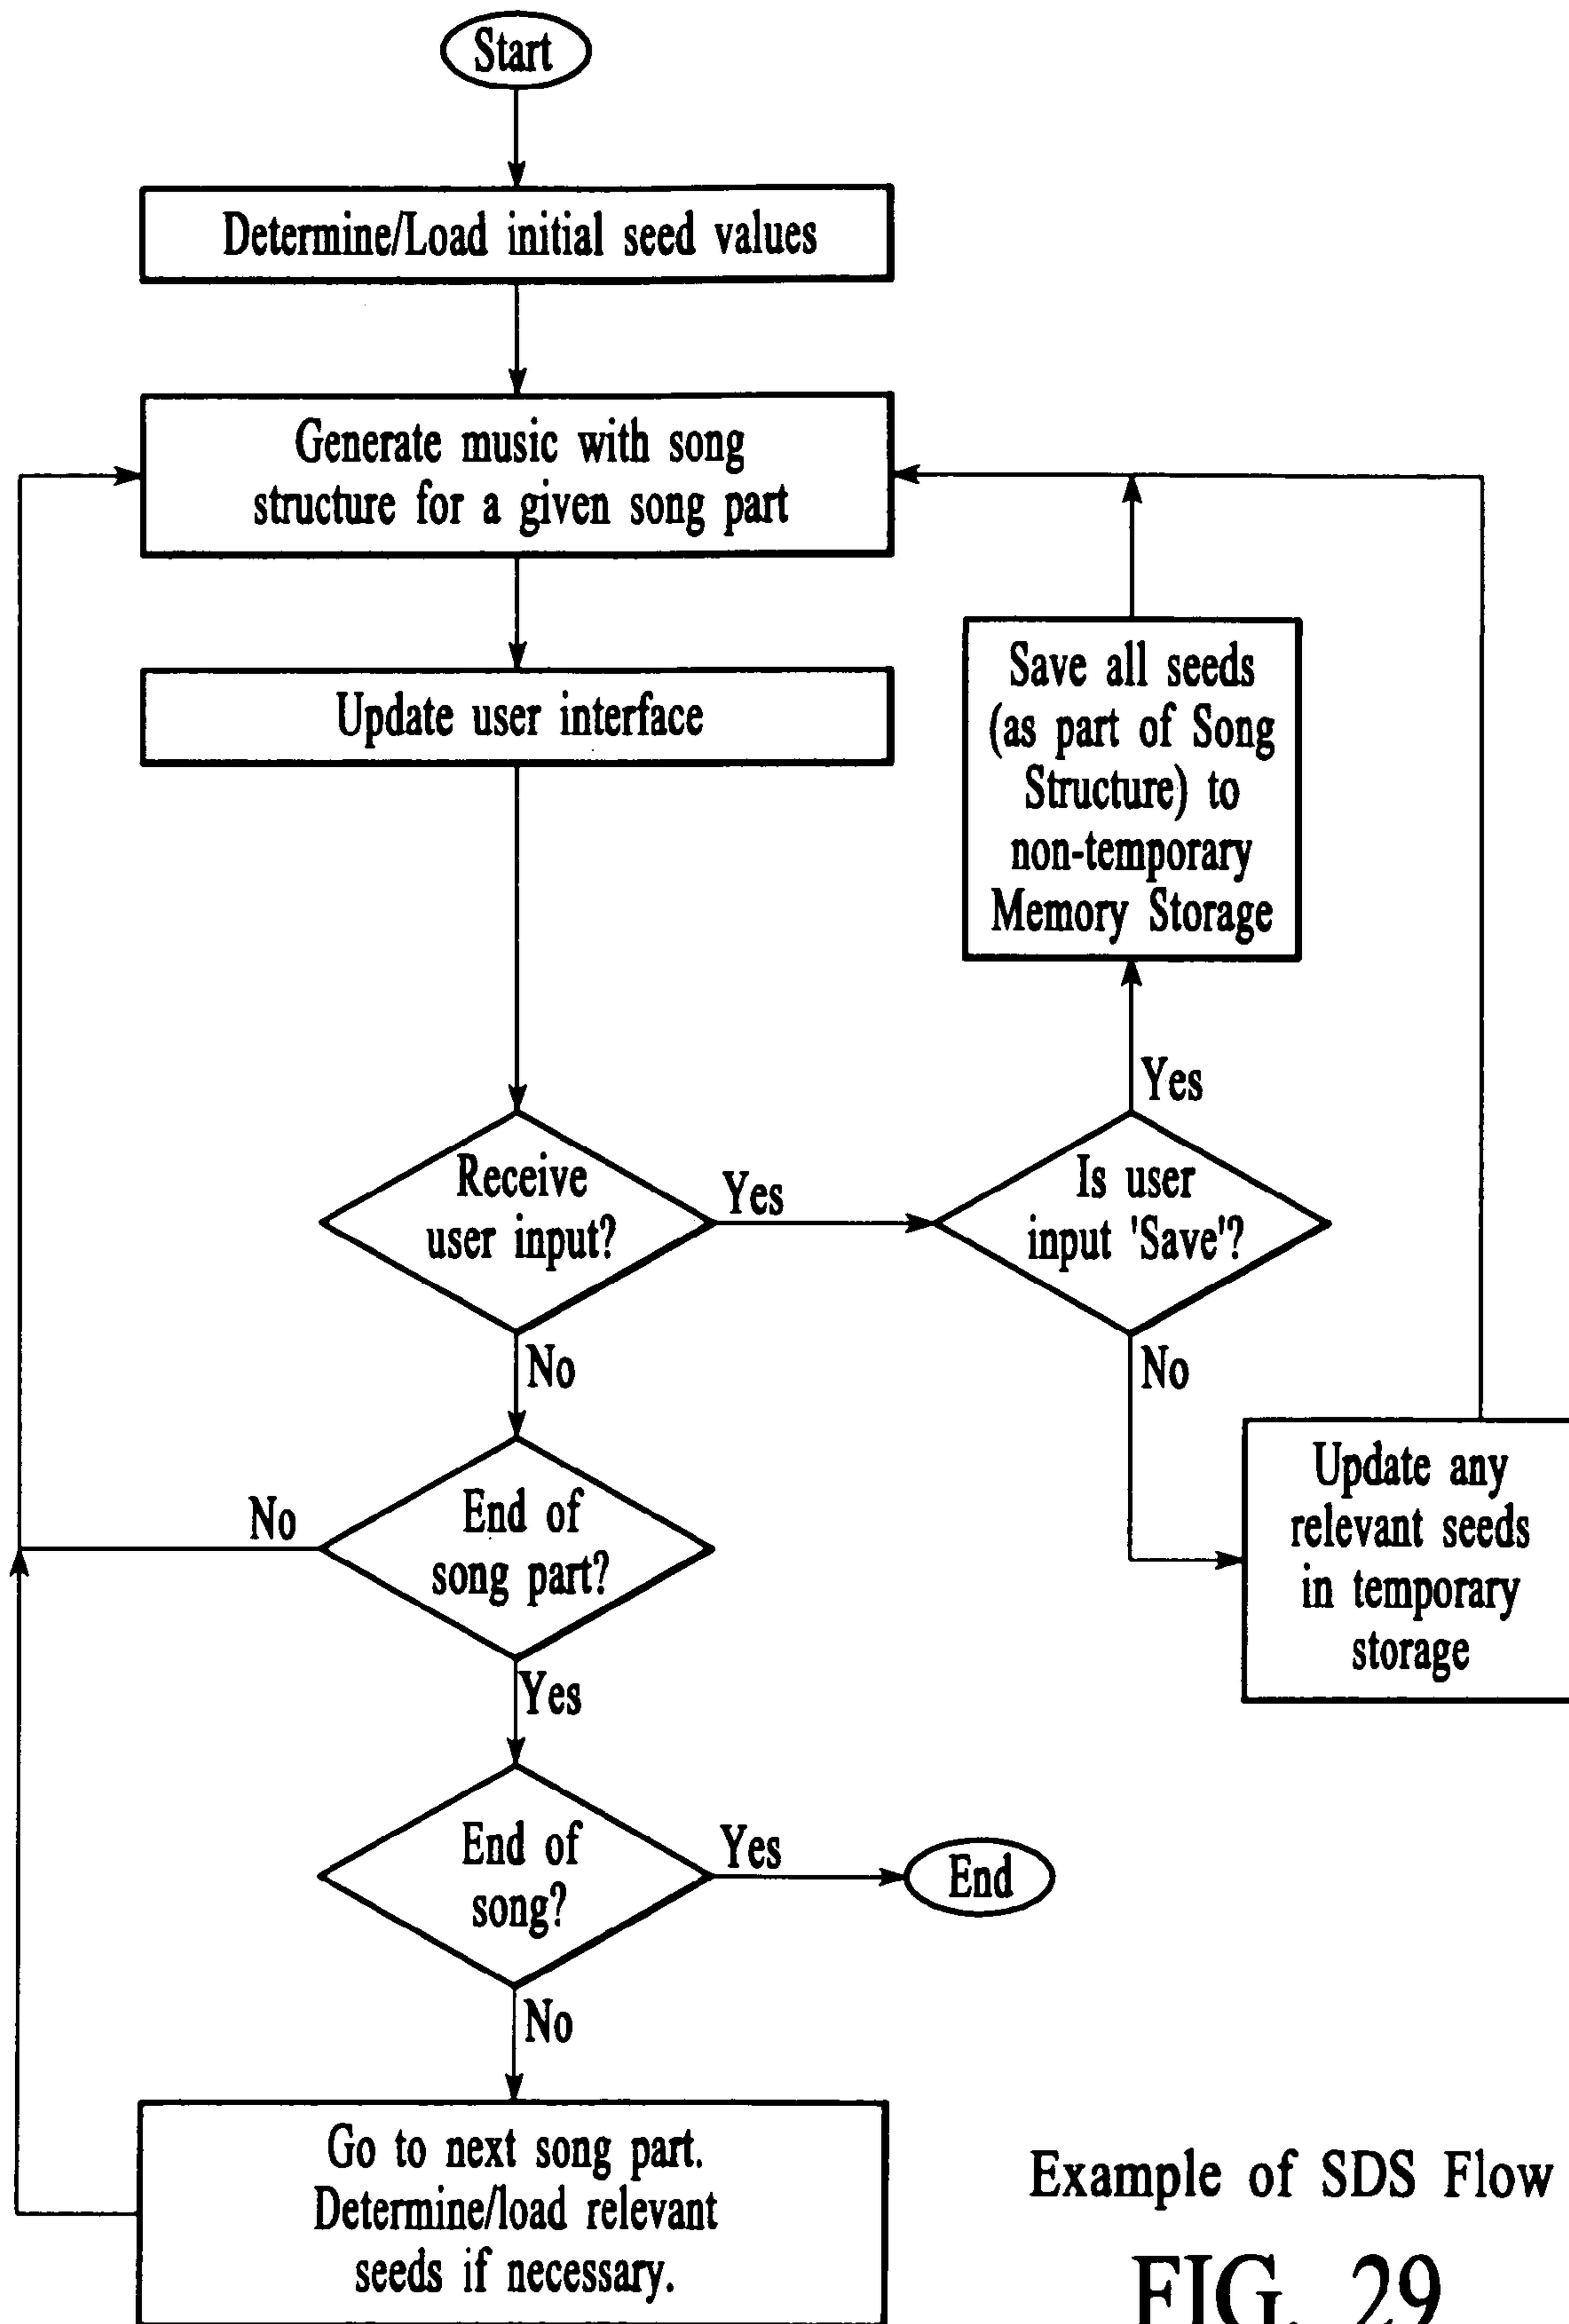 Start
Determine/Load initial seed values
Generate music with song
structure for a given song part
Update user interface
Save all seeds
(as part of Song
Structure) to
non-temporary
Memory Storage
Yes
Receive
user input?
Yes
Is user
input 'Save'?
No
No
Update any
relevant seeds
in temporary
storage
No
End of
song part?
Yes
End of
song?
Yes
End
No
Go to next song part.
Determine/load relevant
seeds if necessary.
Example of SDS Flow
FIG. 29